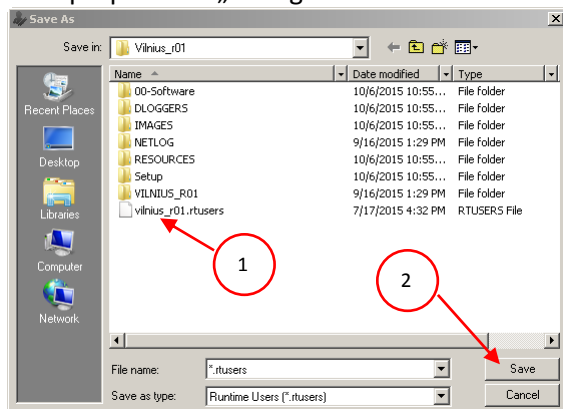 Save As
Save in: Vilnius_r01
Name Date modified Type
00-Software 10/6/2015 10:55... File folder
DLOGGERS 10/6/2015 10:55... File folder
IMAGES 10/6/2015 10:55... File folder
NETLOG 9/16/2015 1:29 PM File folder
RESOURCES 10/6/2015 10:55... File folder
Setup 10/6/2015 10:55... File folder
VILNIUS_R01 9/16/2015 1:29 PM File folder
vilnius_r01.rtusers 7/17/2015 4:32 PM RTUSERS File
Recent Places
Desktop
Libraries
Computer
Network
1
2
File name: *.rtusers Save
Save as type: Runtime Users (*.rtusers) Cancel